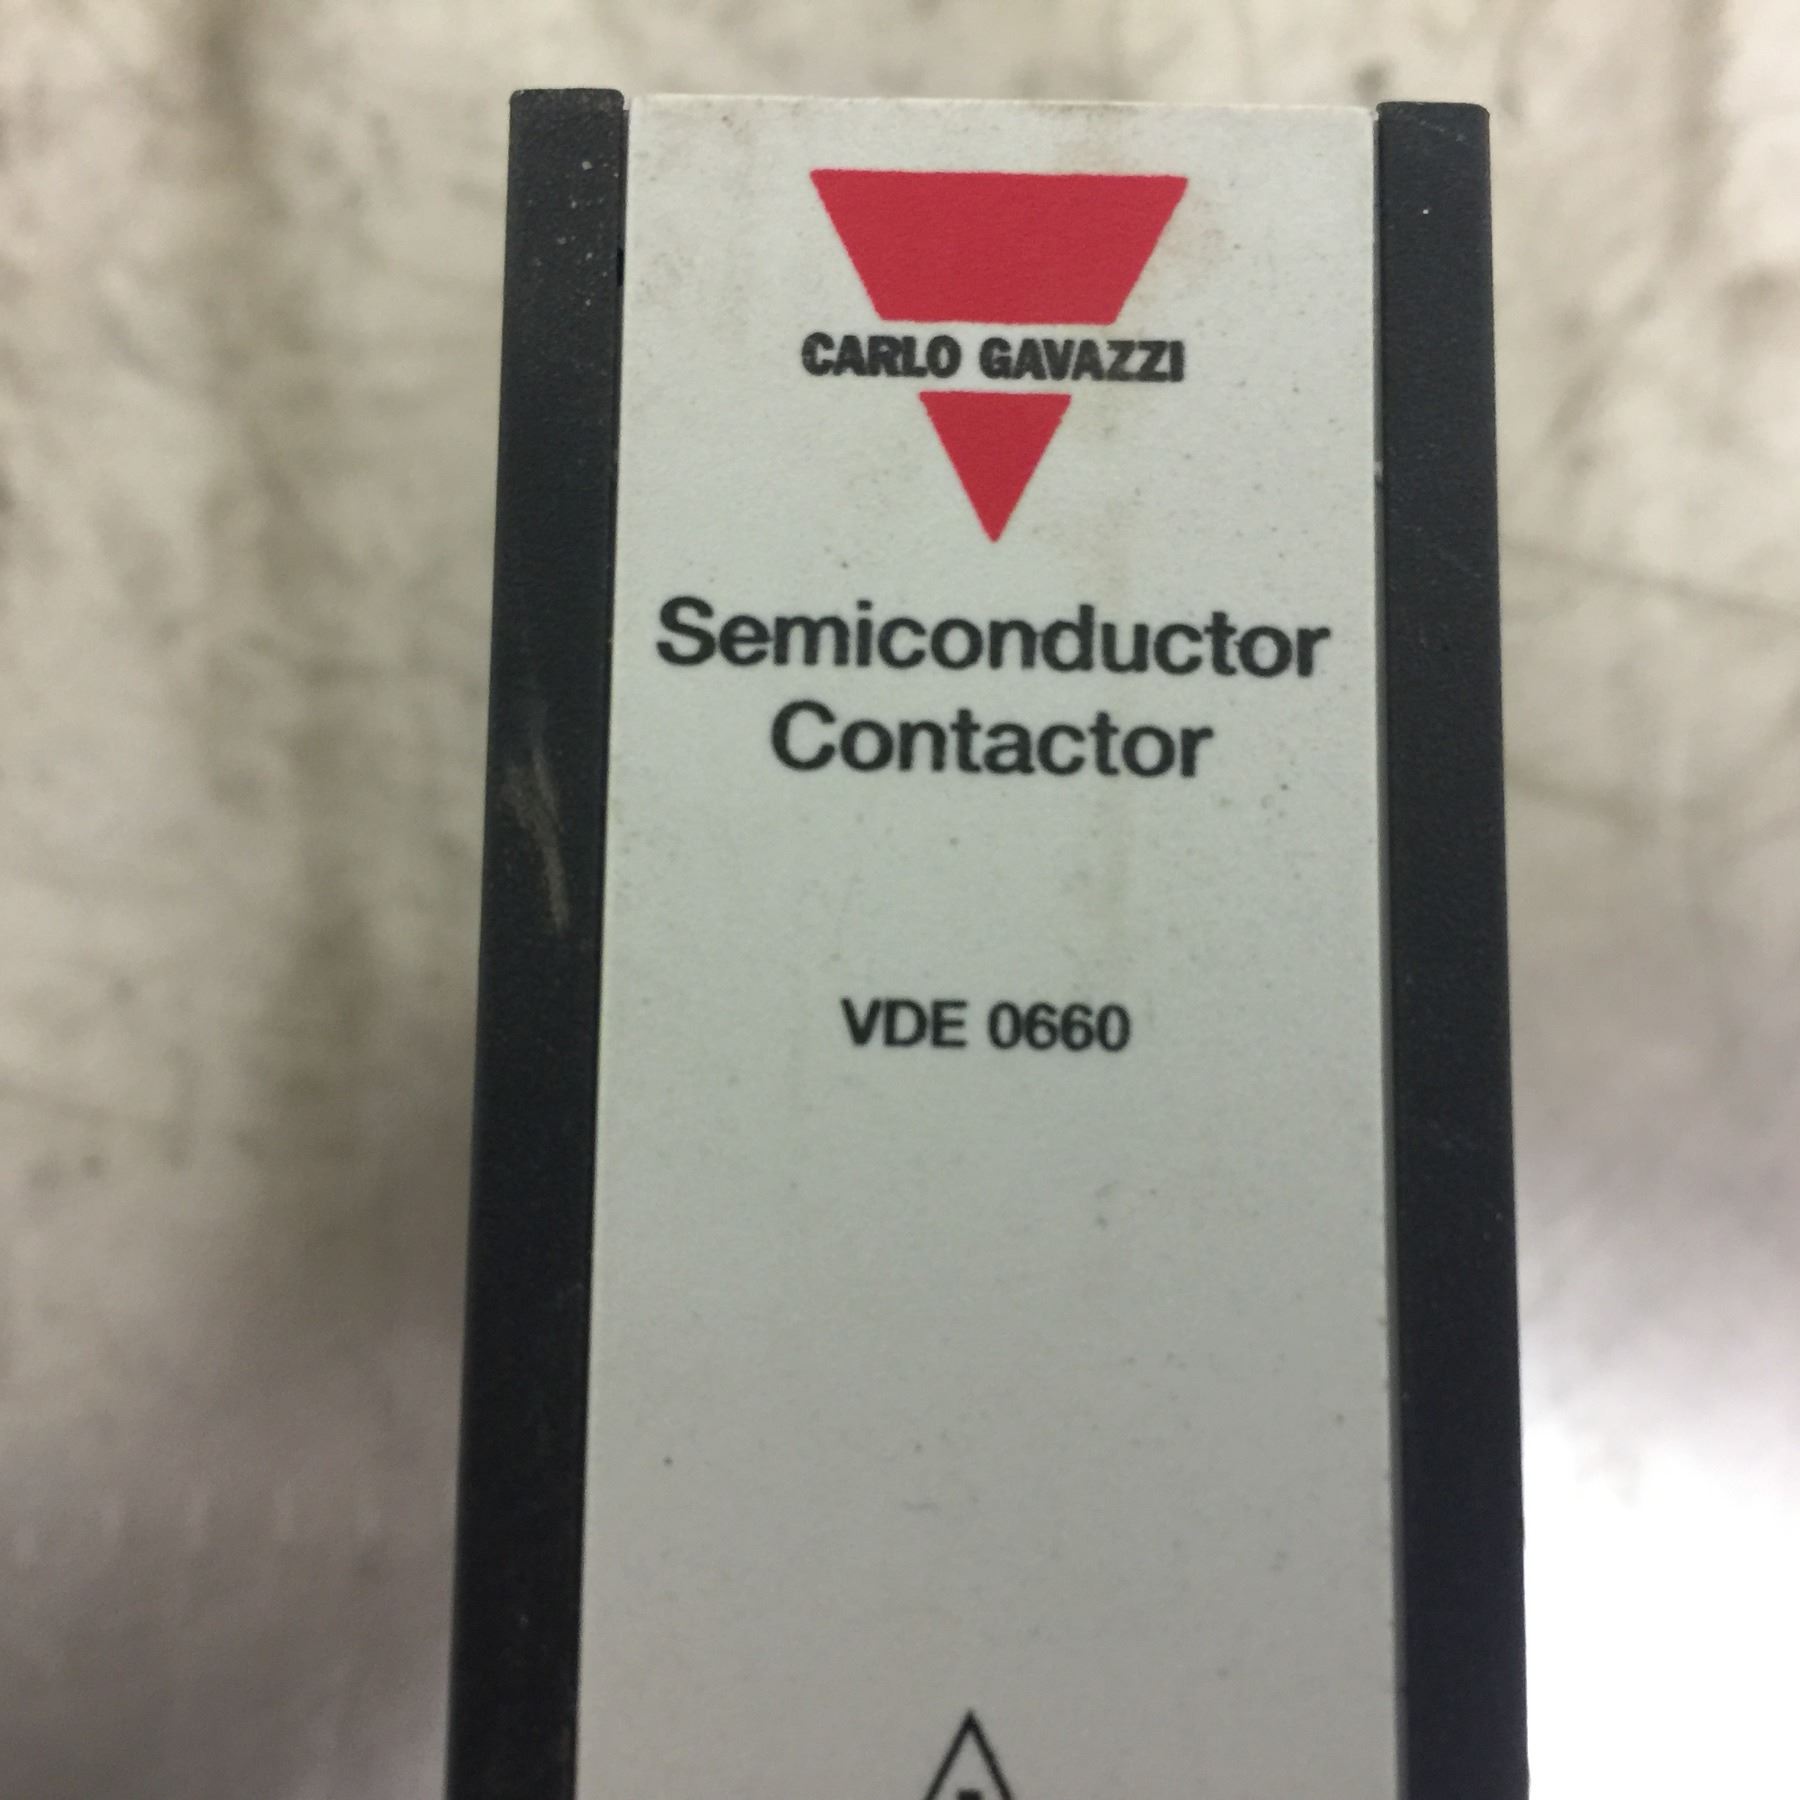 CARLO GAVAZZI
Semiconductor
Contactor
VDE 0660